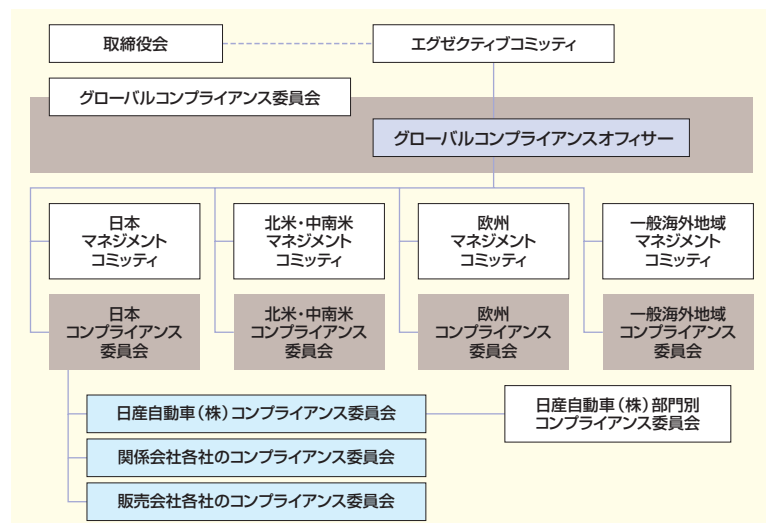 取締役会
エグゼクティブコミッティ
グローバルコンプライアンス委員会
グローバルコンプライアンスオフィサー
日本
マネジメント
コミッティ
北米・中南米
マネジメント
コミッティ
欧州
マネジメント
コミッティ
一般海外地域
マネジメント
コミッティ
日本
コンプライアンス
委員会
北米・中南米
コンプライアンス
委員会
欧州
コンプライアンス
委員会
一般海外地域
コンプライアンス
委員会
日産自動車(株)コンプライアンス委員会
日産自動車(株)部門別
コンプライアンス委員会
関係会社各社のコンプライアンス委員会
販売会社各社のコンプライアンス委員会